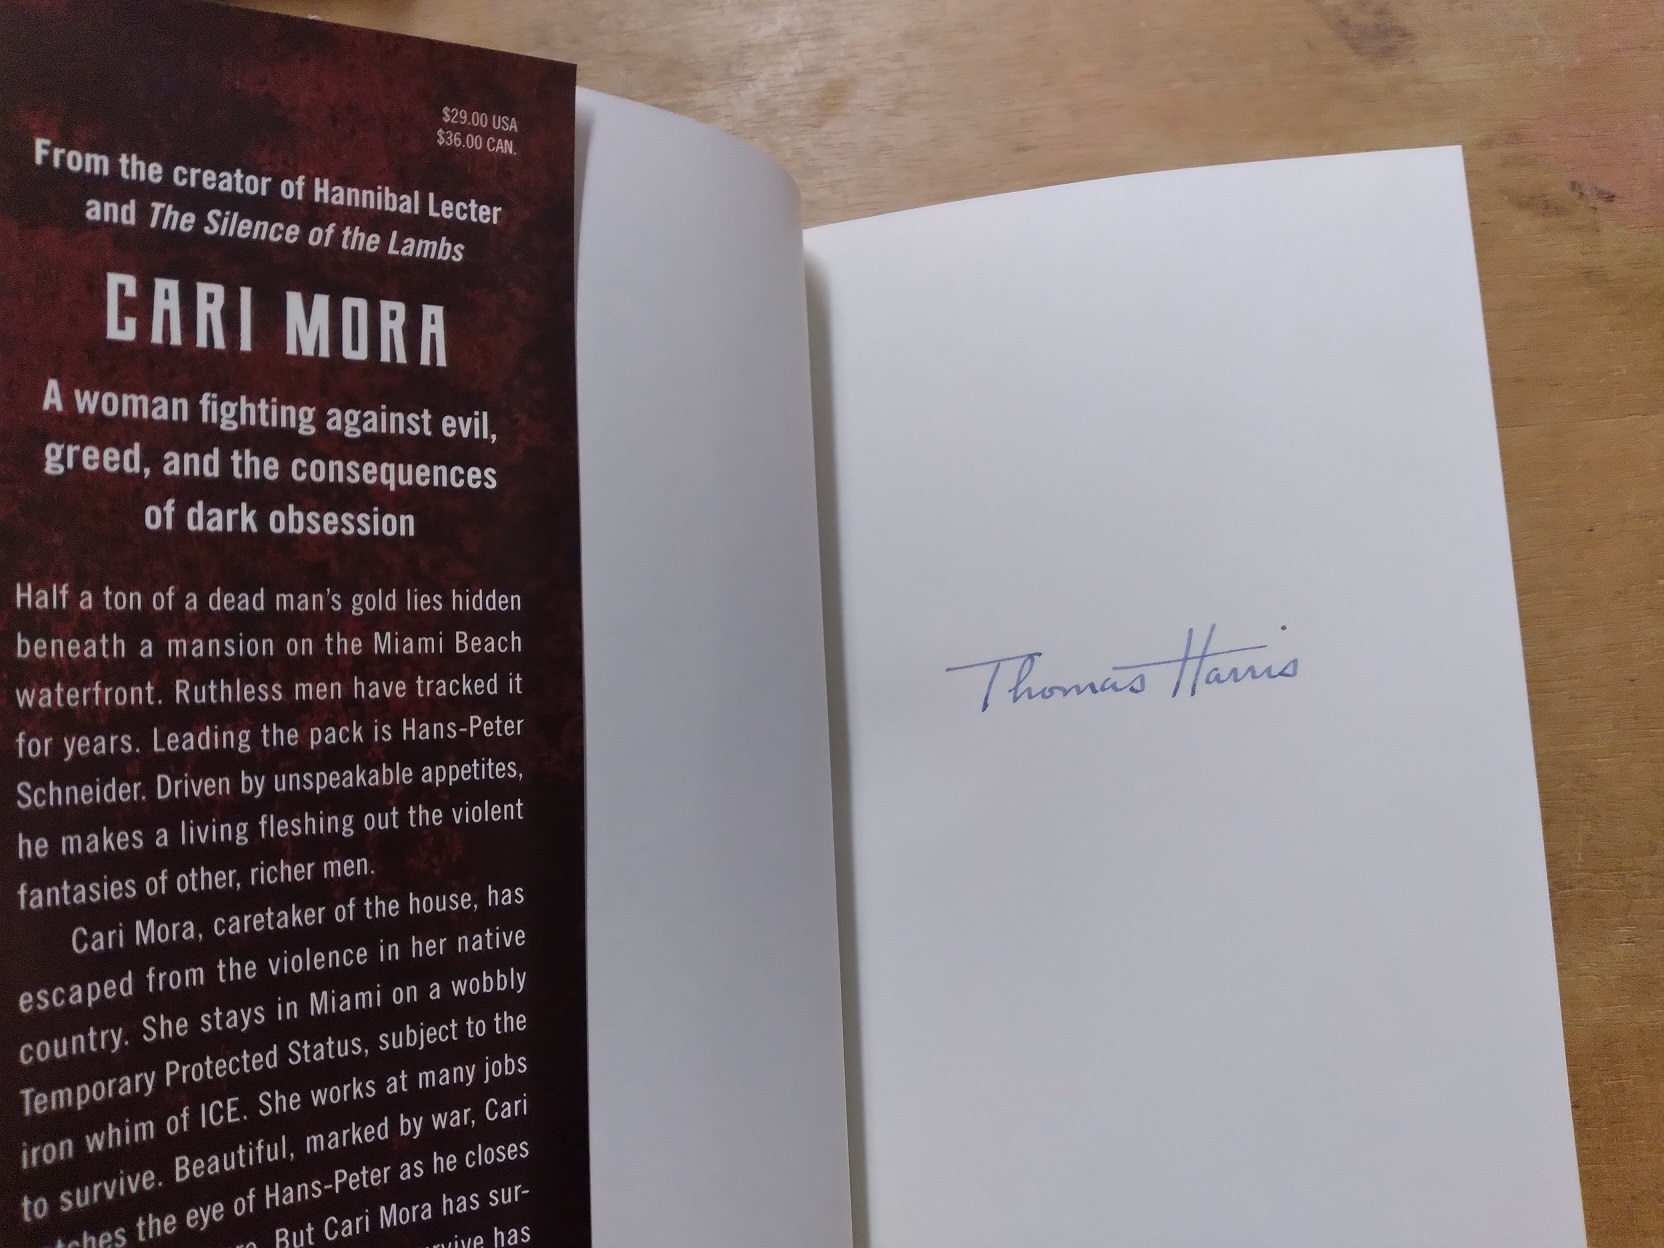 $29.00 USA
$36.00 CAN.
From the creator of Hannibal Lecter
and The Silence of the Lambs
CARI MORA
A woman fighting against evil,
greed, and the consequences
of dark obsession
Half a ton of a dead man's gold lies hidden
beneath a mansion on the Miami Beach
waterfront. Ruthless men have tracked it
for years. Leading the pack is Hans-Peter
Schneider. Driven by unspeakable appetites,
he makes a living fleshing out the violent
fantasies of other, richer men.
Cari Mora, caretaker of the house, has
escaped from the violence in her native
country. She stays in Miami on a wobbly
Temporary Protected Status, subject to the
iron whim of ICE. She works at many jobs
to survive. Beautiful, marked by war, Cari
the eye of Hans-Peter as he closes
But Cari Mora has sur-
has
Thomas Harris